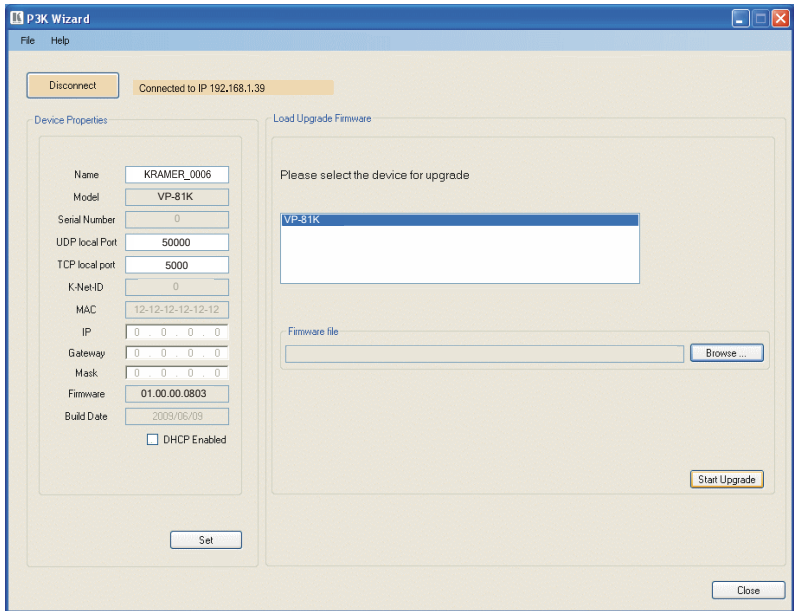 P3K Wizard
File Help
Disconnect
Connected to IP 192.168.1.39
Device Properties
Name KRAMER_0006
Model VP-81K
Serial Number 0
UDP local Port 50000
TCP local port 5000
K-Net-ID 0
MAC 12-12-12-12-12-12
IP 0 . 0 . 0 . 0
Gateway 0 . 0 . 0 . 0
Mask 0 . 0 . 0 . 0
Firmware 01.00.00.0803
Build Date 2009/06/09
DHCP Enabled
Set
Load Upgrade Firmware
Please select the device for upgrade
VP-81K
Firmware file
Browse ...
Start Upgrade
Close